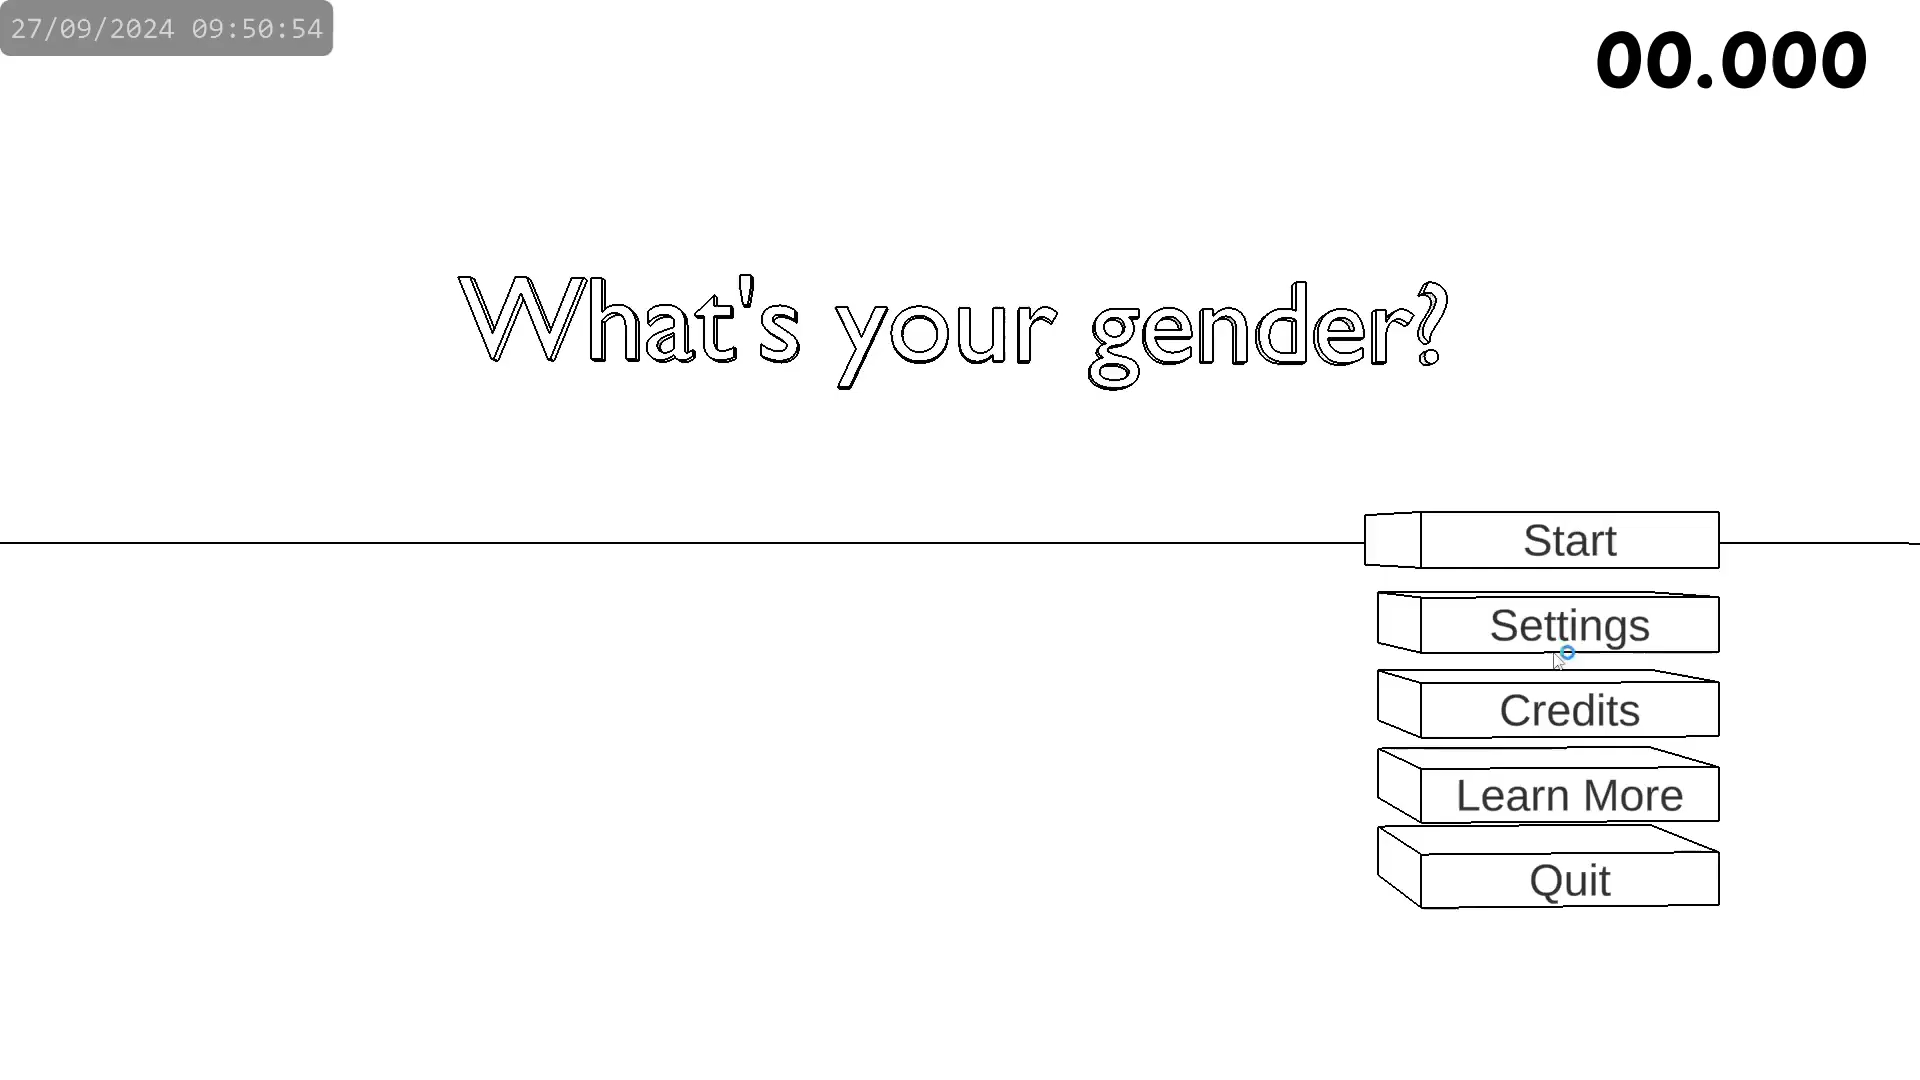 27/09/2024 09:50:54
00.000
What's your gender?
Start
Settings
Credits
Learn More
Quit